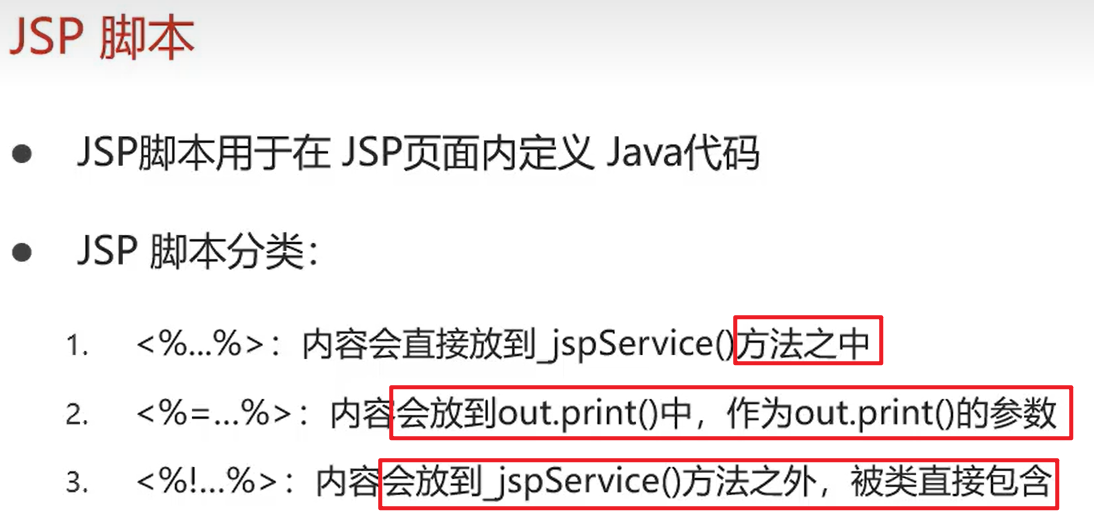 JSP 脚本
● JSP脚本用于在 JSP页面内定义 Java代码
● JSP 脚本分类：
1. <%...%>：内容会直接放到_jspService()方法之中
2. <%=...%>：内容会放到out.print()中，作为out.print()的参数
3. <%!...%>：内容会放到_jspService()方法之外，被类直接包含